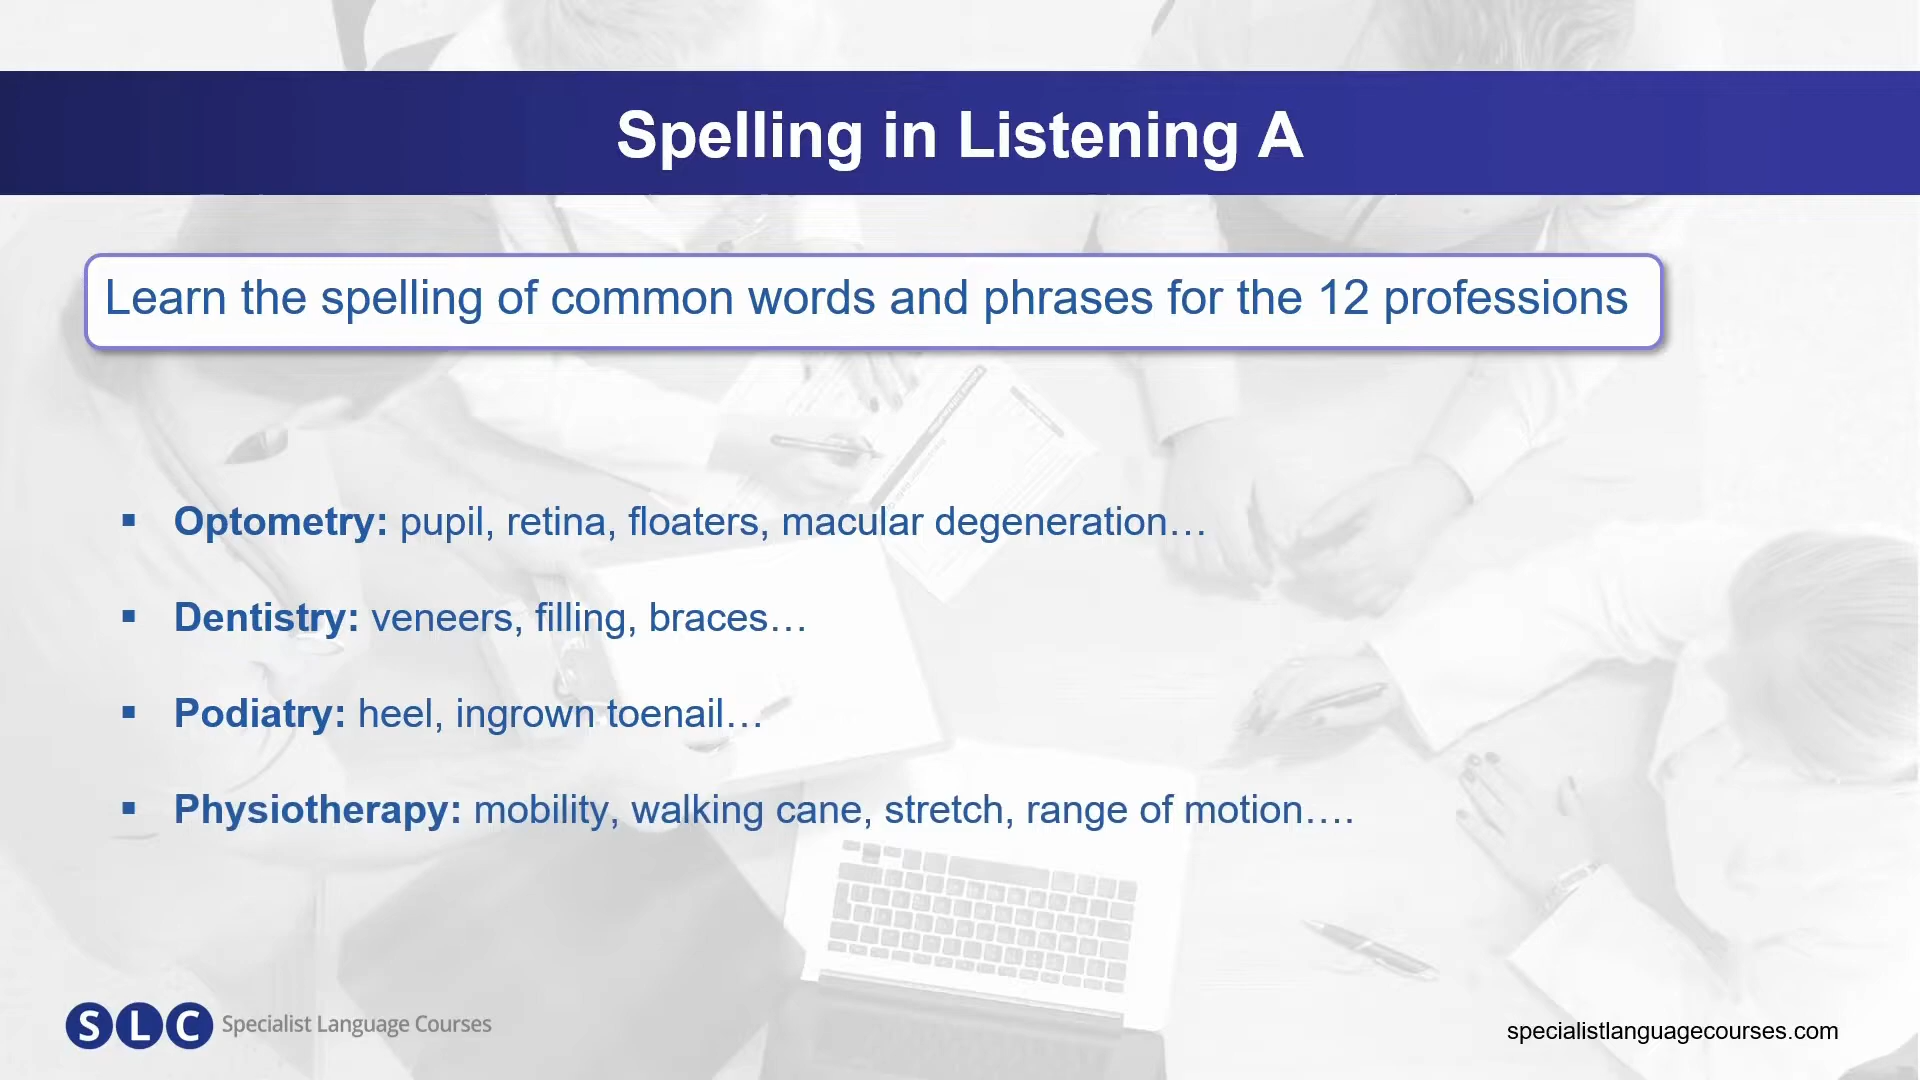 Spelling in Listening A
Learn the spelling of common words and phrases for the 12 professions
▪ Optometry: pupil, retina, floaters, macular degeneration…
▪ Dentistry: veneers, filling, braces…
▪ Podiatry: heel, ingrown toenail…
▪ Physiotherapy: mobility, walking cane, stretch, range of motion….
SLC Specialist Language Courses
specialistlanguagecourses.com